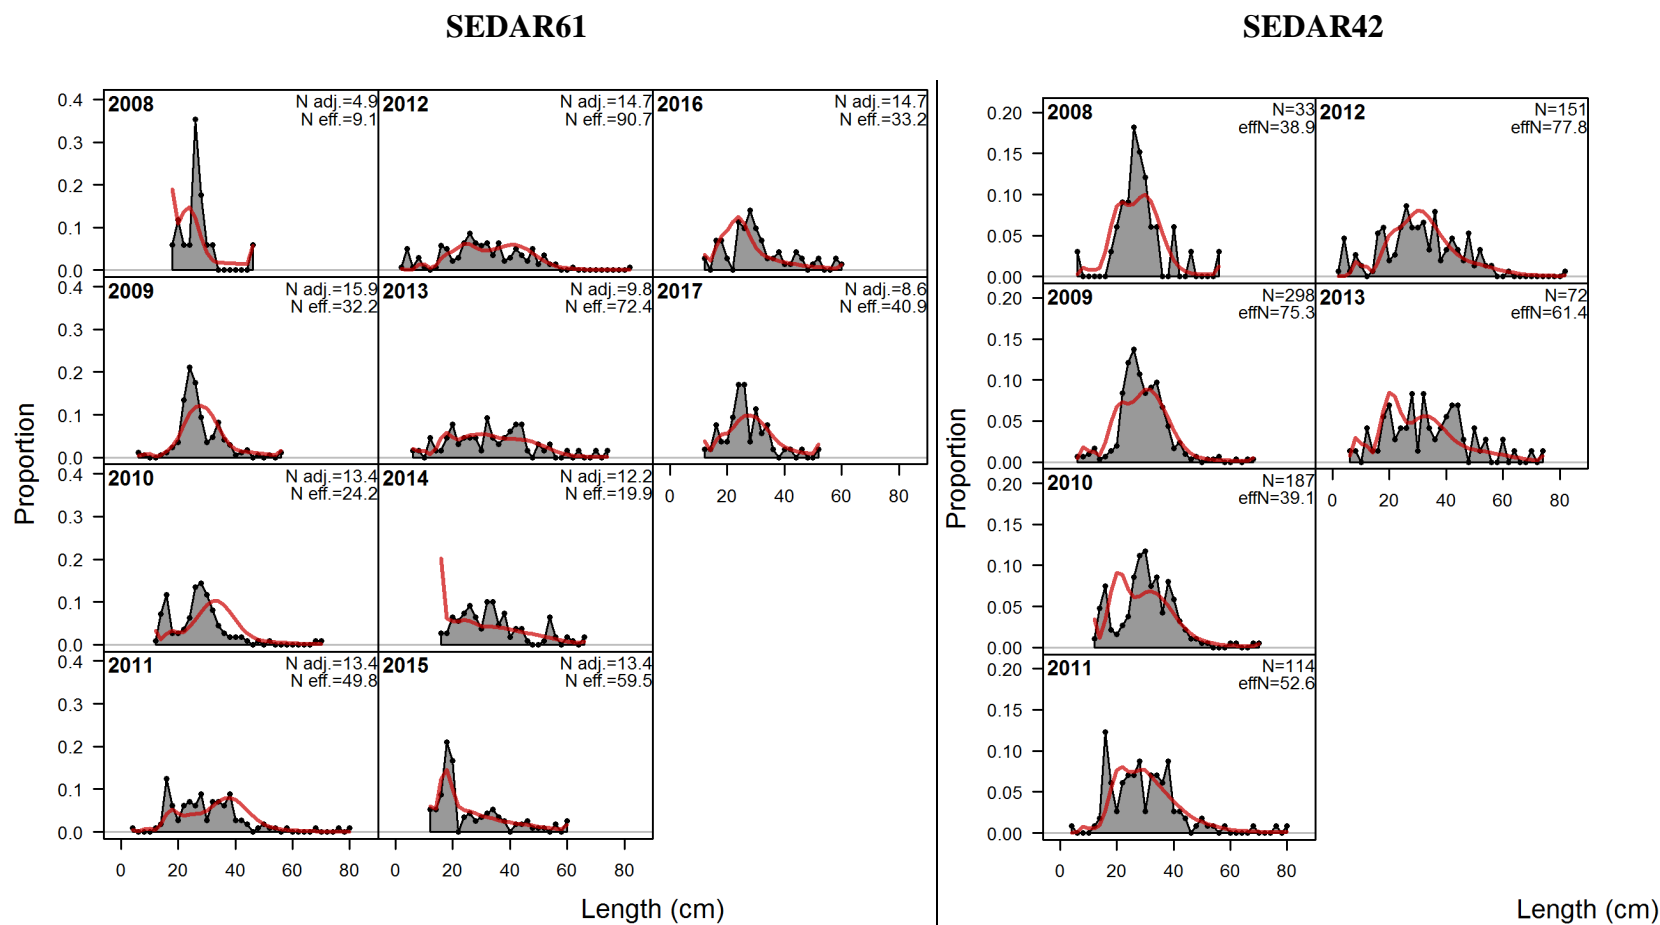 SEDAR61
SEDAR42
Proportion
0.4
0.3
0.2
0.1
0.0
2008
N adj.=4.9
N eff.=9.1
2012
N adj.=14.7
N eff.=90.7
2016
N adj.=14.7
N eff.=33.2
0.4
0.3
0.2
0.1
0.0
2009
N adj.=15.9
N eff.=32.2
2013
N adj.=9.8
N eff.=72.4
2017
N adj.=8.6
N eff.=40.9
0 20 40 60 80
0.4
0.3
0.2
0.1
0.0
2010
N adj.=13.4
N eff.=24.2
2014
N adj.=12.2
N eff.=19.9
0.4
0.3
0.2
0.1
0.0
2011
N adj.=13.4
N eff.=49.8
2015
N adj.=13.4
N eff.=59.5
0 20 40 60 80
0 20 40 60 80
Length (cm)
Proportion
0.20
0.15
0.10
0.05
0.00
2008
N=33
effN=38.9
2012
N=151
effN=77.8
0.20
0.15
0.10
0.05
0.00
2009
N=298
effN=75.3
2013
N=72
effN=61.4
0 20 40 60 80
0.20
0.15
0.10
0.05
0.00
2010
N=187
effN=39.1
0.20
0.15
0.10
0.05
0.00
2011
N=114
effN=52.6
0 20 40 60 80
Length (cm)